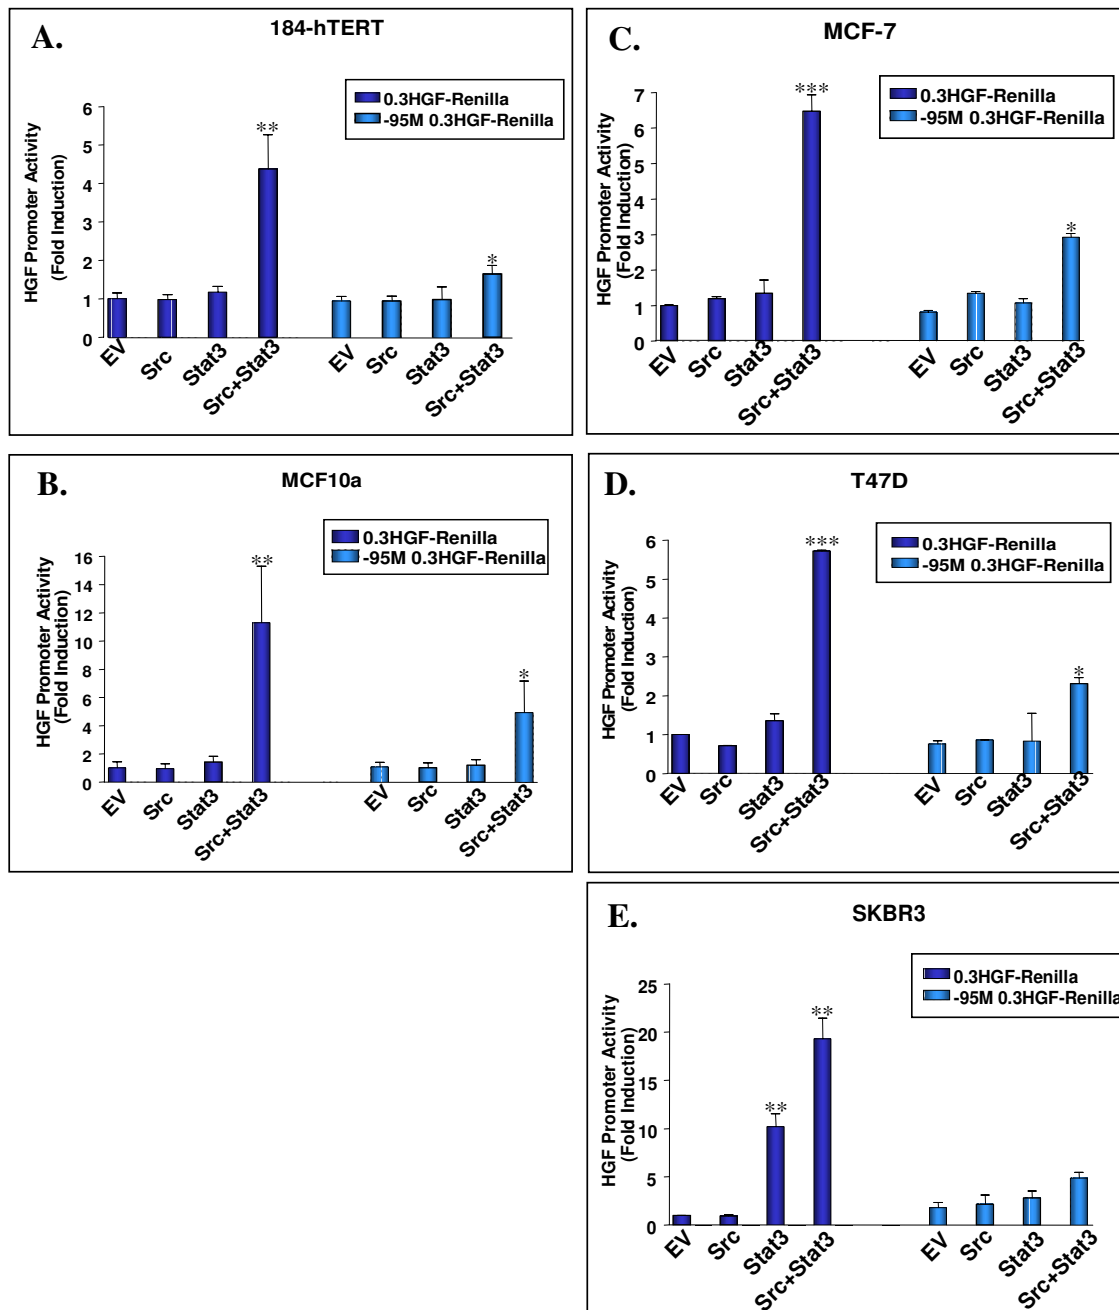 A.
184-hTERT
0.3HGF-Renilla
-95M 0.3HGF-Renilla
HGF Promoter Activity
(Fold Induction)
6
5
4
3
2
1
0
**
*
EV
Src
Stat3
Src+Stat3
EV
Src
Stat3
Src+Stat3
C.
MCF-7
0.3HGF-Renilla
-95M 0.3HGF-Renilla
HGF Promoter Activity
(Fold Induction)
7
6
5
4
3
2
1
0
***
*
EV
Src
Stat3
Src+Stat3
EV
Src
Stat3
Src+Stat3
B.
MCF10a
0.3HGF-Renilla
-95M 0.3HGF-Renilla
HGF Promoter Activity
(Fold Induction)
16
14
12
10
8
6
4
2
0
**
*
EV
Src
Stat3
Src+Stat3
EV
Src
Stat3
Src+Stat3
D.
T47D
0.3HGF-Renilla
-95M 0.3HGF-Renilla
HGF Promoter Activity
(Fold Induction)
6
5
4
3
2
1
0
***
*
EV
Src
Stat3
Src+Stat3
EV
Src
Stat3
Src+Stat3
E.
SKBR3
0.3HGF-Renilla
-95M 0.3HGF-Renilla
HGF Promoter Activity
(Fold Induction)
25
20
15
10
5
0
**
**
EV
Src
Stat3
Src+Stat3
EV
Src
Stat3
Src+Stat3